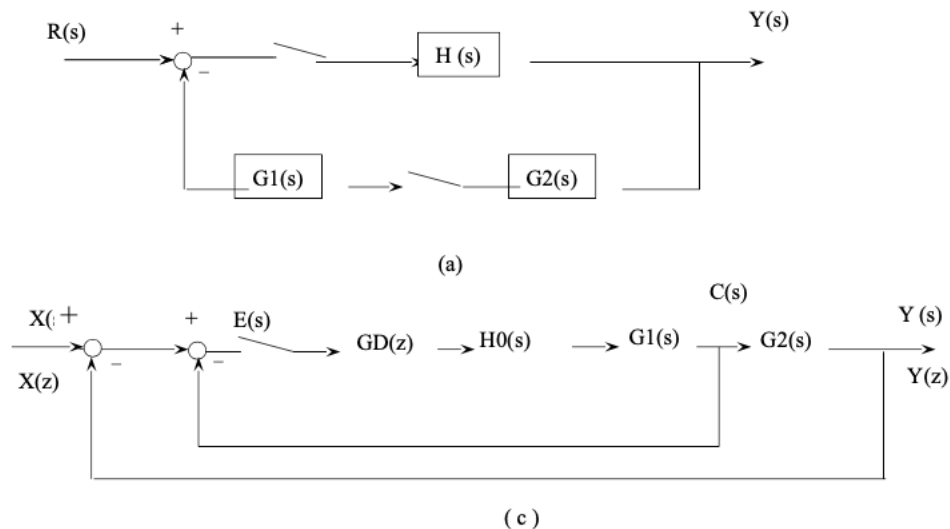 R(s) + Y(s)
− H (s)
G1(s) G2(s)
(a)
C(s)
X(s + + E(s) Y (s)
− − GD(z) H0(s) G1(s) G2(s)
X(z) Y(z)
( c )